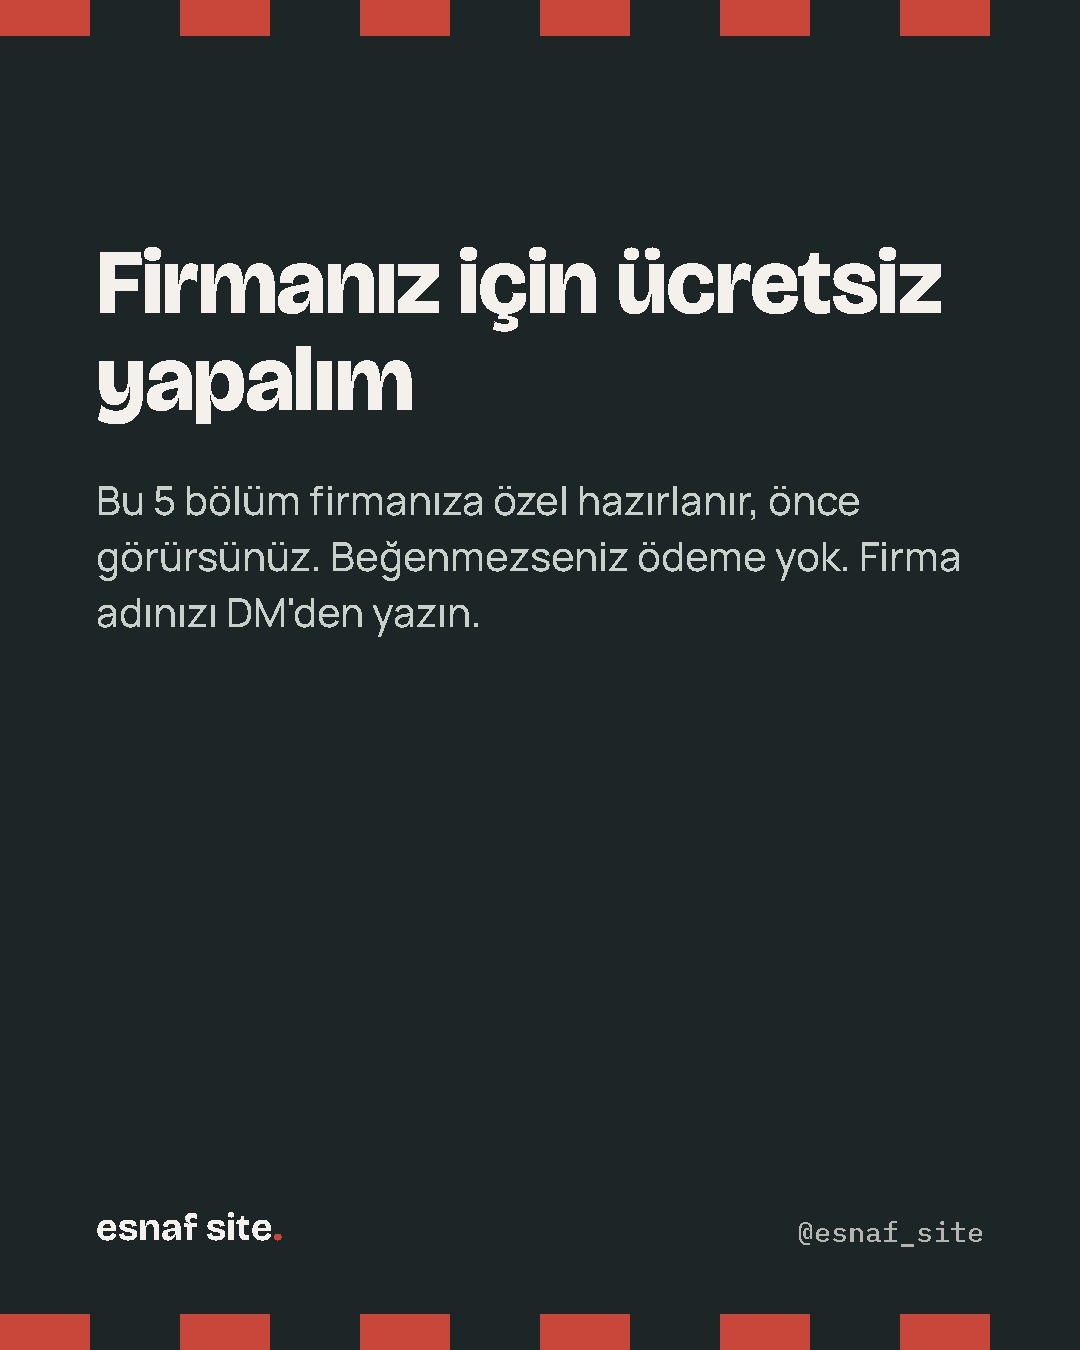 Firmanız için ücretsiz
yapalım
Bu 5 bölüm firmanıza özel hazırlanır, önce
görürsünüz. Beğenmezseniz ödeme yok. Firma
adınızı DM'den yazın.
esnaf site.
@esnaf_site